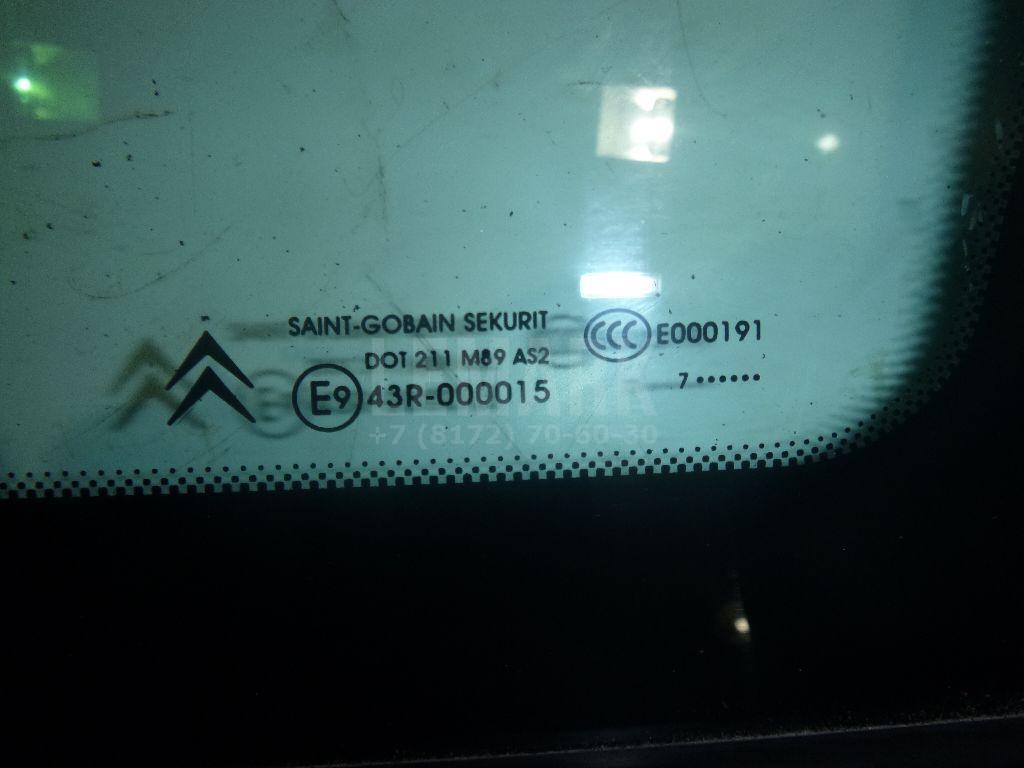 SAINT-GOBAIN SEKURIT
CCC E000191
DOT 211 M89 AS2
7 ••••••
E9 43R-000015
+7 (8172) 70-60-30